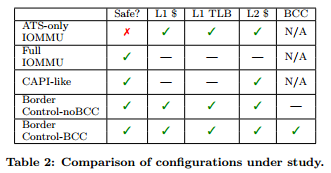 Safe? L1 $ L1 TLB L2 $ BCC
ATS-only
IOMMU ✗ ✓ ✓ ✓ N/A
Full
IOMMU ✓ — — — N/A
CAPI-like ✓ — — ✓ N/A
Border
Control-noBCC ✓ ✓ ✓ ✓ —
Border
Control-BCC ✓ ✓ ✓ ✓ ✓
Table 2: Comparison of configurations under study.